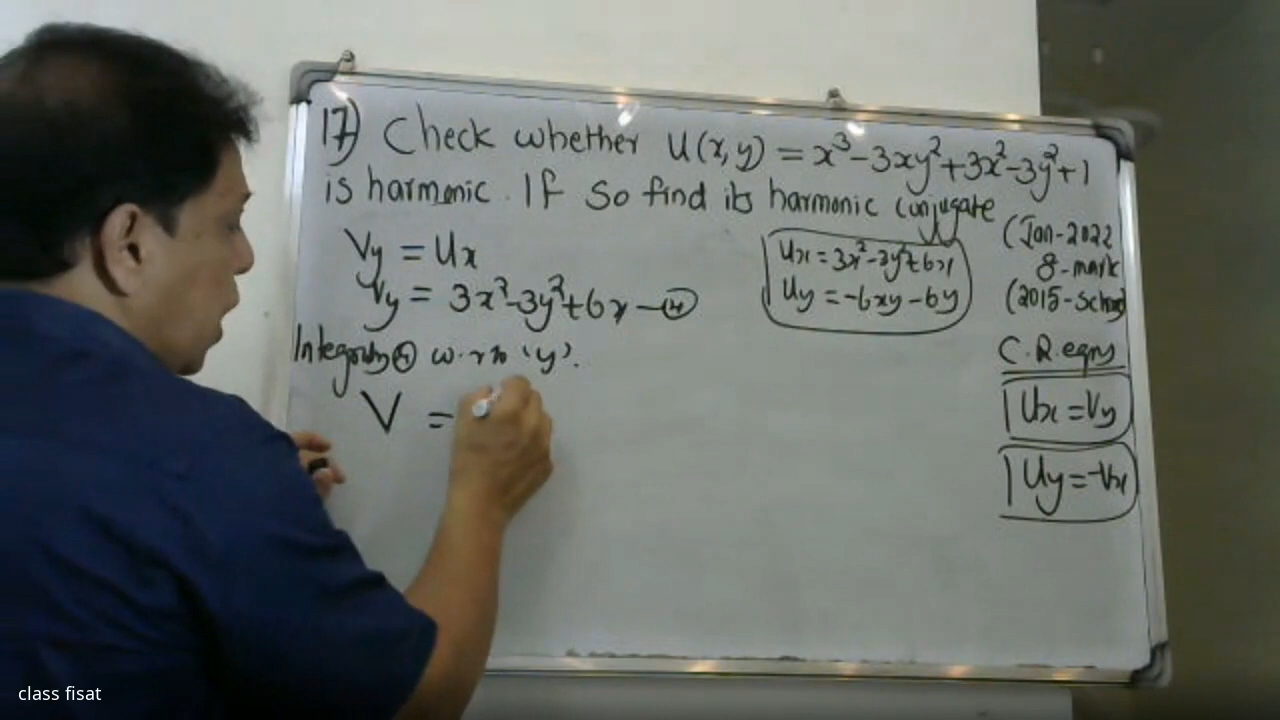 17) Check whether U(x,y) = x³-3xy²+3x²-3y²+1
is harmonic. If so find its harmonic conjugate
(Jan-2022
8-mark
(2015-Scheme
Vy = Ux
Vy = 3x²-3y²+6x -④
Integrating ④ w.r.to 'y'.
V =
Ux = 3x²-3y²+6x
Uy = -6xy-6y
C.R.eqns
Ux = Vy
Uy = -Vx
class fisat